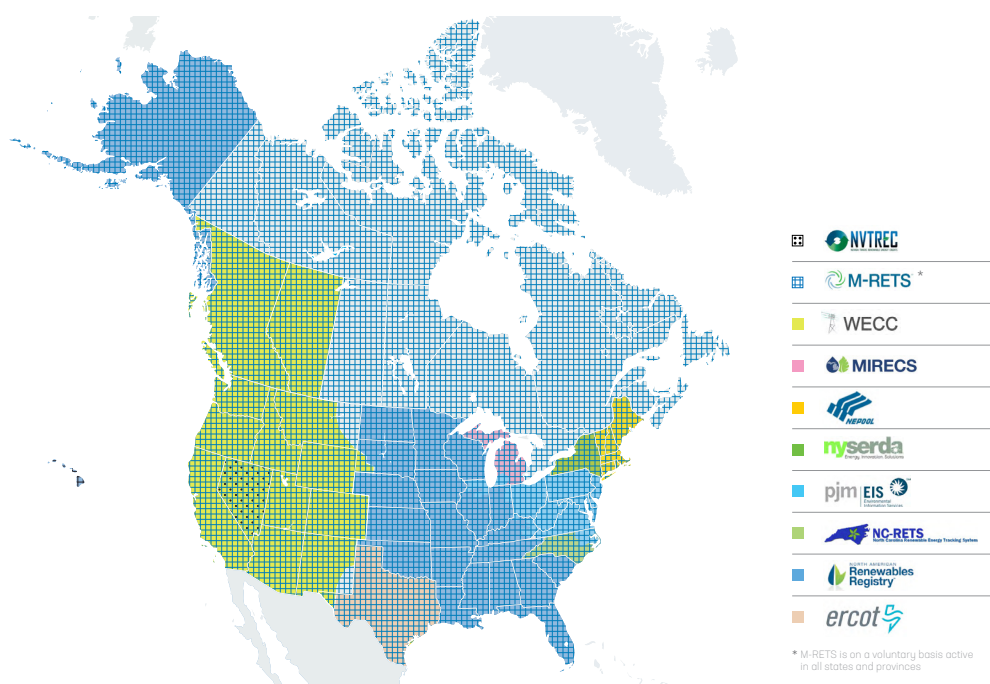 NVTREC
M-RETS *
WECC
MIRECS
NEPOOL
nyserda
Energy. Innovation. Solutions.
pjm EIS
Environmental
Information Services
NC-RETS
North Carolina Renewable Energy Tracking System
NORTH AMERICAN
Renewables
Registry
ercot
* M-RETS is on a voluntary basis active
in all states and provinces